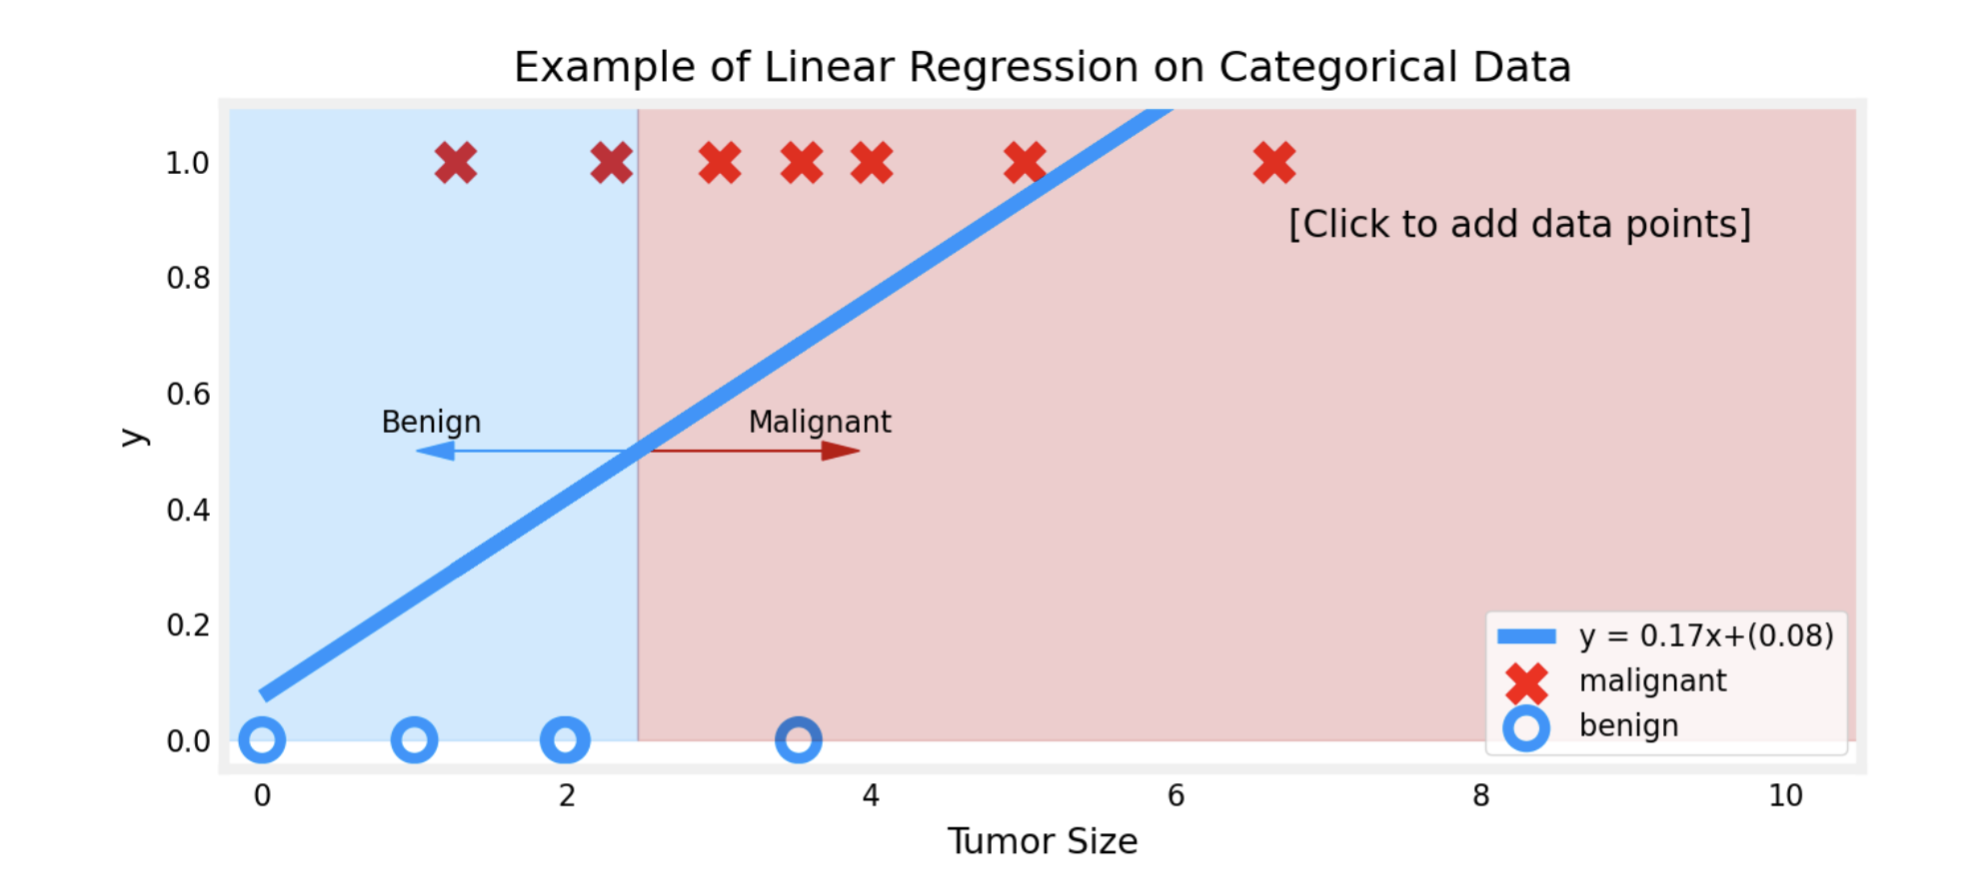 Example of Linear Regression on Categorical Data
1.0
[Click to add data points]
0.8
0.6
Benign
Malignant
y
0.4
0.2
y = 0.17x+(0.08)
malignant
benign
0.0
0 2 4 6 8 10
Tumor Size